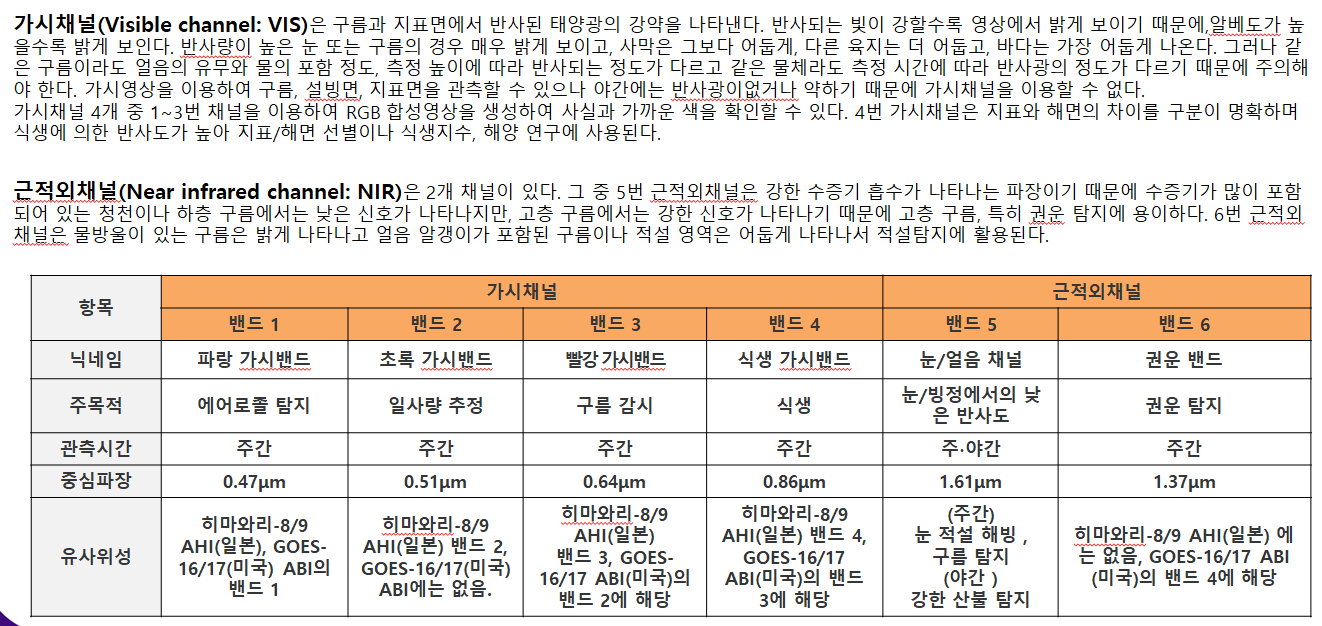 가시채널(Visible channel: VIS)은 구름과 지표면에서 반사된 태양광의 강약을 나타낸다. 반사되는 빛이 강할수록 영상에서 밝게 보이기 때문에,알베도가 높
을수록 밝게 보인다. 반사량이 높은 눈 또는 구름의 경우 매우 밝게 보이고, 사막은 그보다 어둡게, 다른 육지는 더 어둡고, 바다는 가장 어둡게 나온다. 그러나 같
은 구름이라도 얼음의 유무와 물의 포함 정도, 측정 높이에 따라 반사되는 정도가 다르고 같은 물체라도 측정 시간에 따라 반사광의 정도가 다르기 때문에 주의해
야 한다. 가시영상을 이용하여 구름, 설빙면, 지표면을 관측할 수 있으나 야간에는 반사광이없거나 약하기 때문에 가시채널을 이용할 수 없다.
가시채널 4개 중 1~3번 채널을 이용하여 RGB 합성영상을 생성하여 사실과 가까운 색을 확인할 수 있다. 4번 가시채널은 지표와 해면의 차이를 구분이 명확하며
식생에 의한 반사도가 높아 지표/해면 선별이나 식생지수, 해양 연구에 사용된다.
근적외채널(Near infrared channel: NIR)은 2개 채널이 있다. 그 중 5번 근적외채널은 강한 수증기 흡수가 나타나는 파장이기 때문에 수증기가 많이 포함
되어 있는 청천이나 하층 구름에서는 낮은 신호가 나타나지만, 고층 구름에서는 강한 신호가 나타나기 때문에 고층 구름, 특히 권운 탐지에 용이하다. 6번 근적외
채널은 물방울이 있는 구름은 밝게 나타나고 얼음 알갱이가 포함된 구름이나 적설 영역은 어둡게 나타나서 적설탐지에 활용된다.
항목 가시채널 근적외채널
밴드 1 밴드 2 밴드 3 밴드 4 밴드 5 밴드 6
닉네임 파랑 가시밴드 초록 가시밴드 빨강 가시밴드 식생 가시밴드 눈/얼음 채널 권운 밴드
주목적 에어로졸 탐지 일사량 추정 구름 감시 식생 눈/빙정에서의 낮
은 반사도 권운 탐지
관측시간 주간 주간 주간 주간 주·야간 주간
중심파장 0.47μm 0.51μm 0.64μm 0.86μm 1.61μm 1.37μm
유사위성
히마와리-8/9
AHI(일본), GOES-
16/17(미국) ABI의
밴드 1
히마와리-8/9
AHI(일본) 밴드 2,
GOES-16/17(미국)
ABI에는 없음.
히마와리-8/9
AHI(일본)
밴드 3, GOES-
16/17 ABI(미국)의
밴드 2에 해당
히마와리-8/9
AHI(일본) 밴드 4,
GOES-16/17
ABI(미국)의 밴드
3에 해당
(주간)
눈 적설 해빙 ,
구름 탐지
(야간 )
강한 산불 탐지
히마와리-8/9 AHI(일본) 에
는 없음, GOES-16/17 ABI
(미국)의 밴드 4에 해당